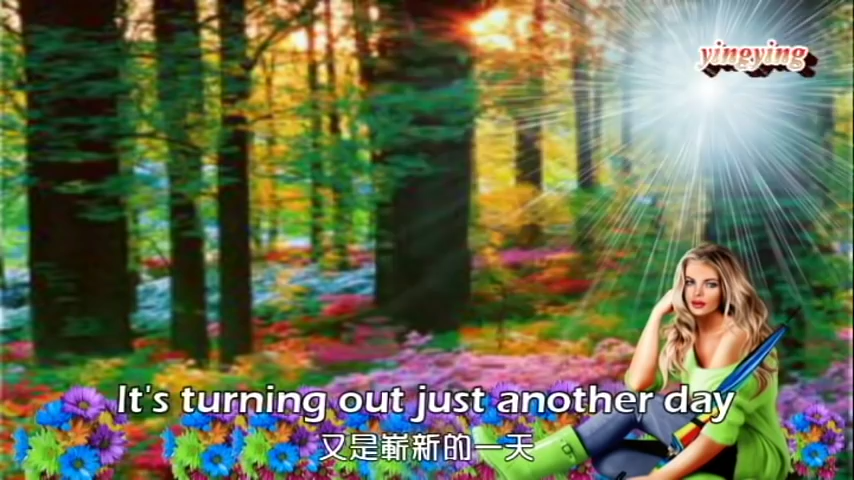 yingying
It's turning out just another day
又是嶄新的一天